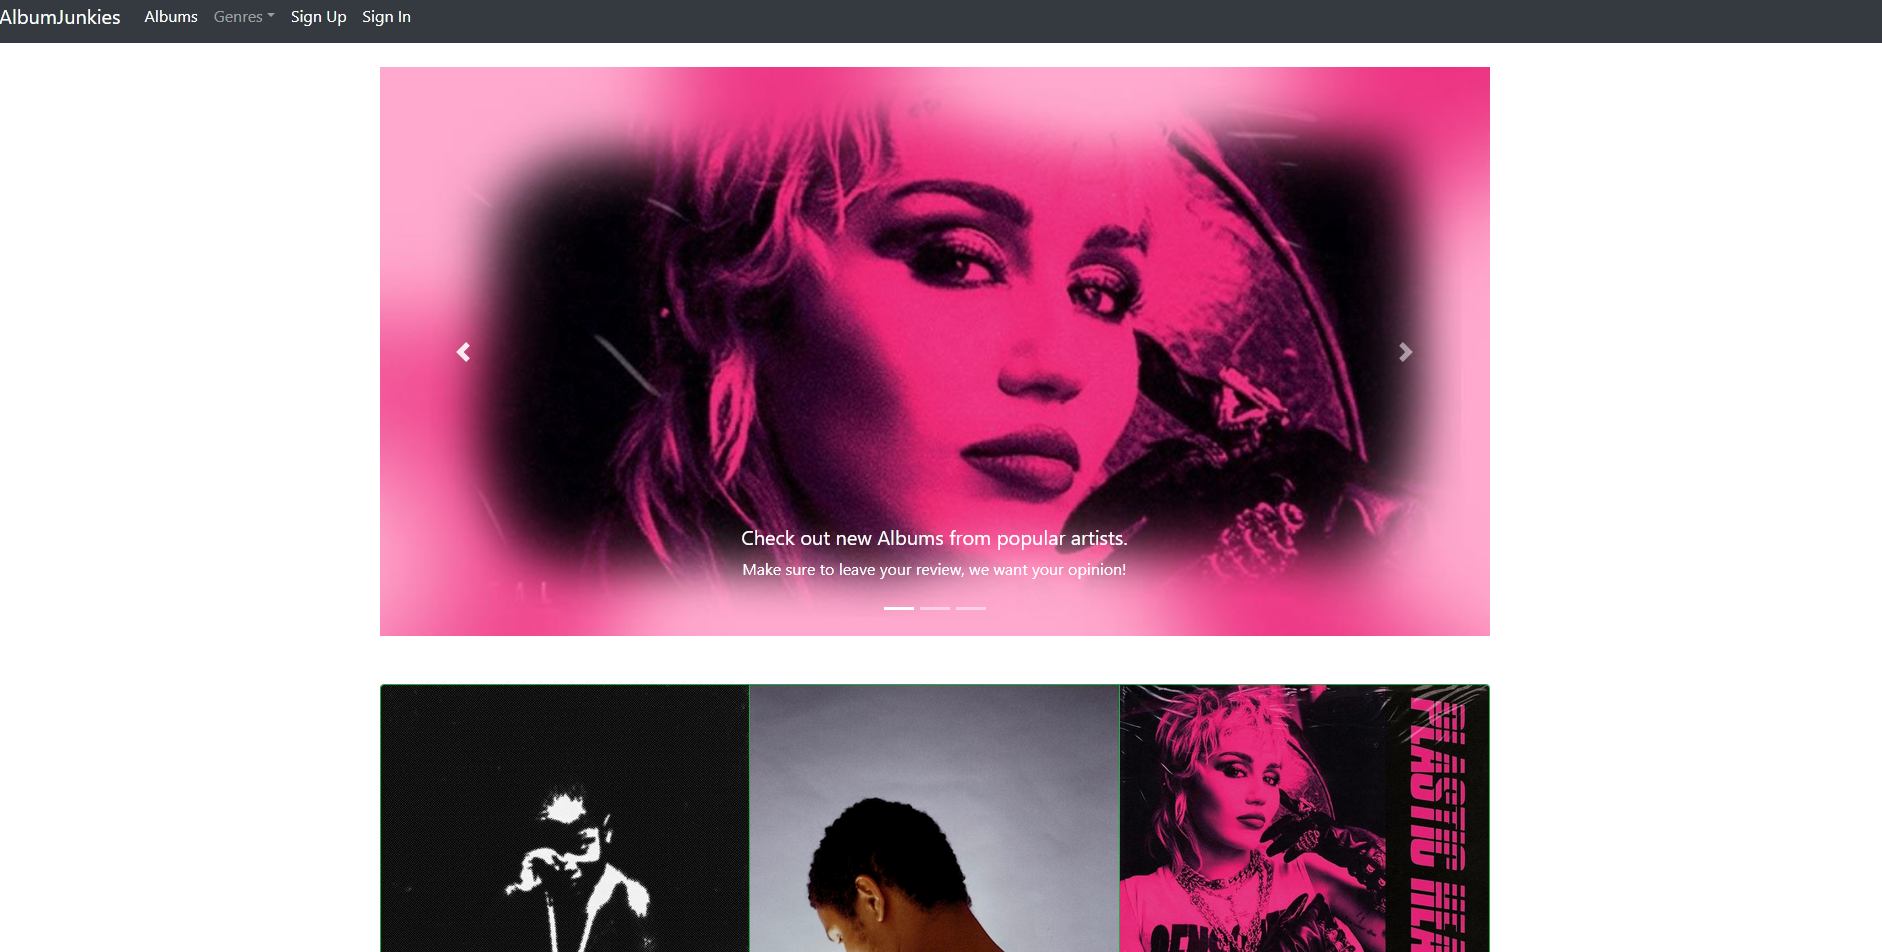 AlbumJunkies Albums Genres Sign Up Sign In
Check out new Albums from popular artists.
Make sure to leave your review, we want your opinion!
PLASTIC HEA